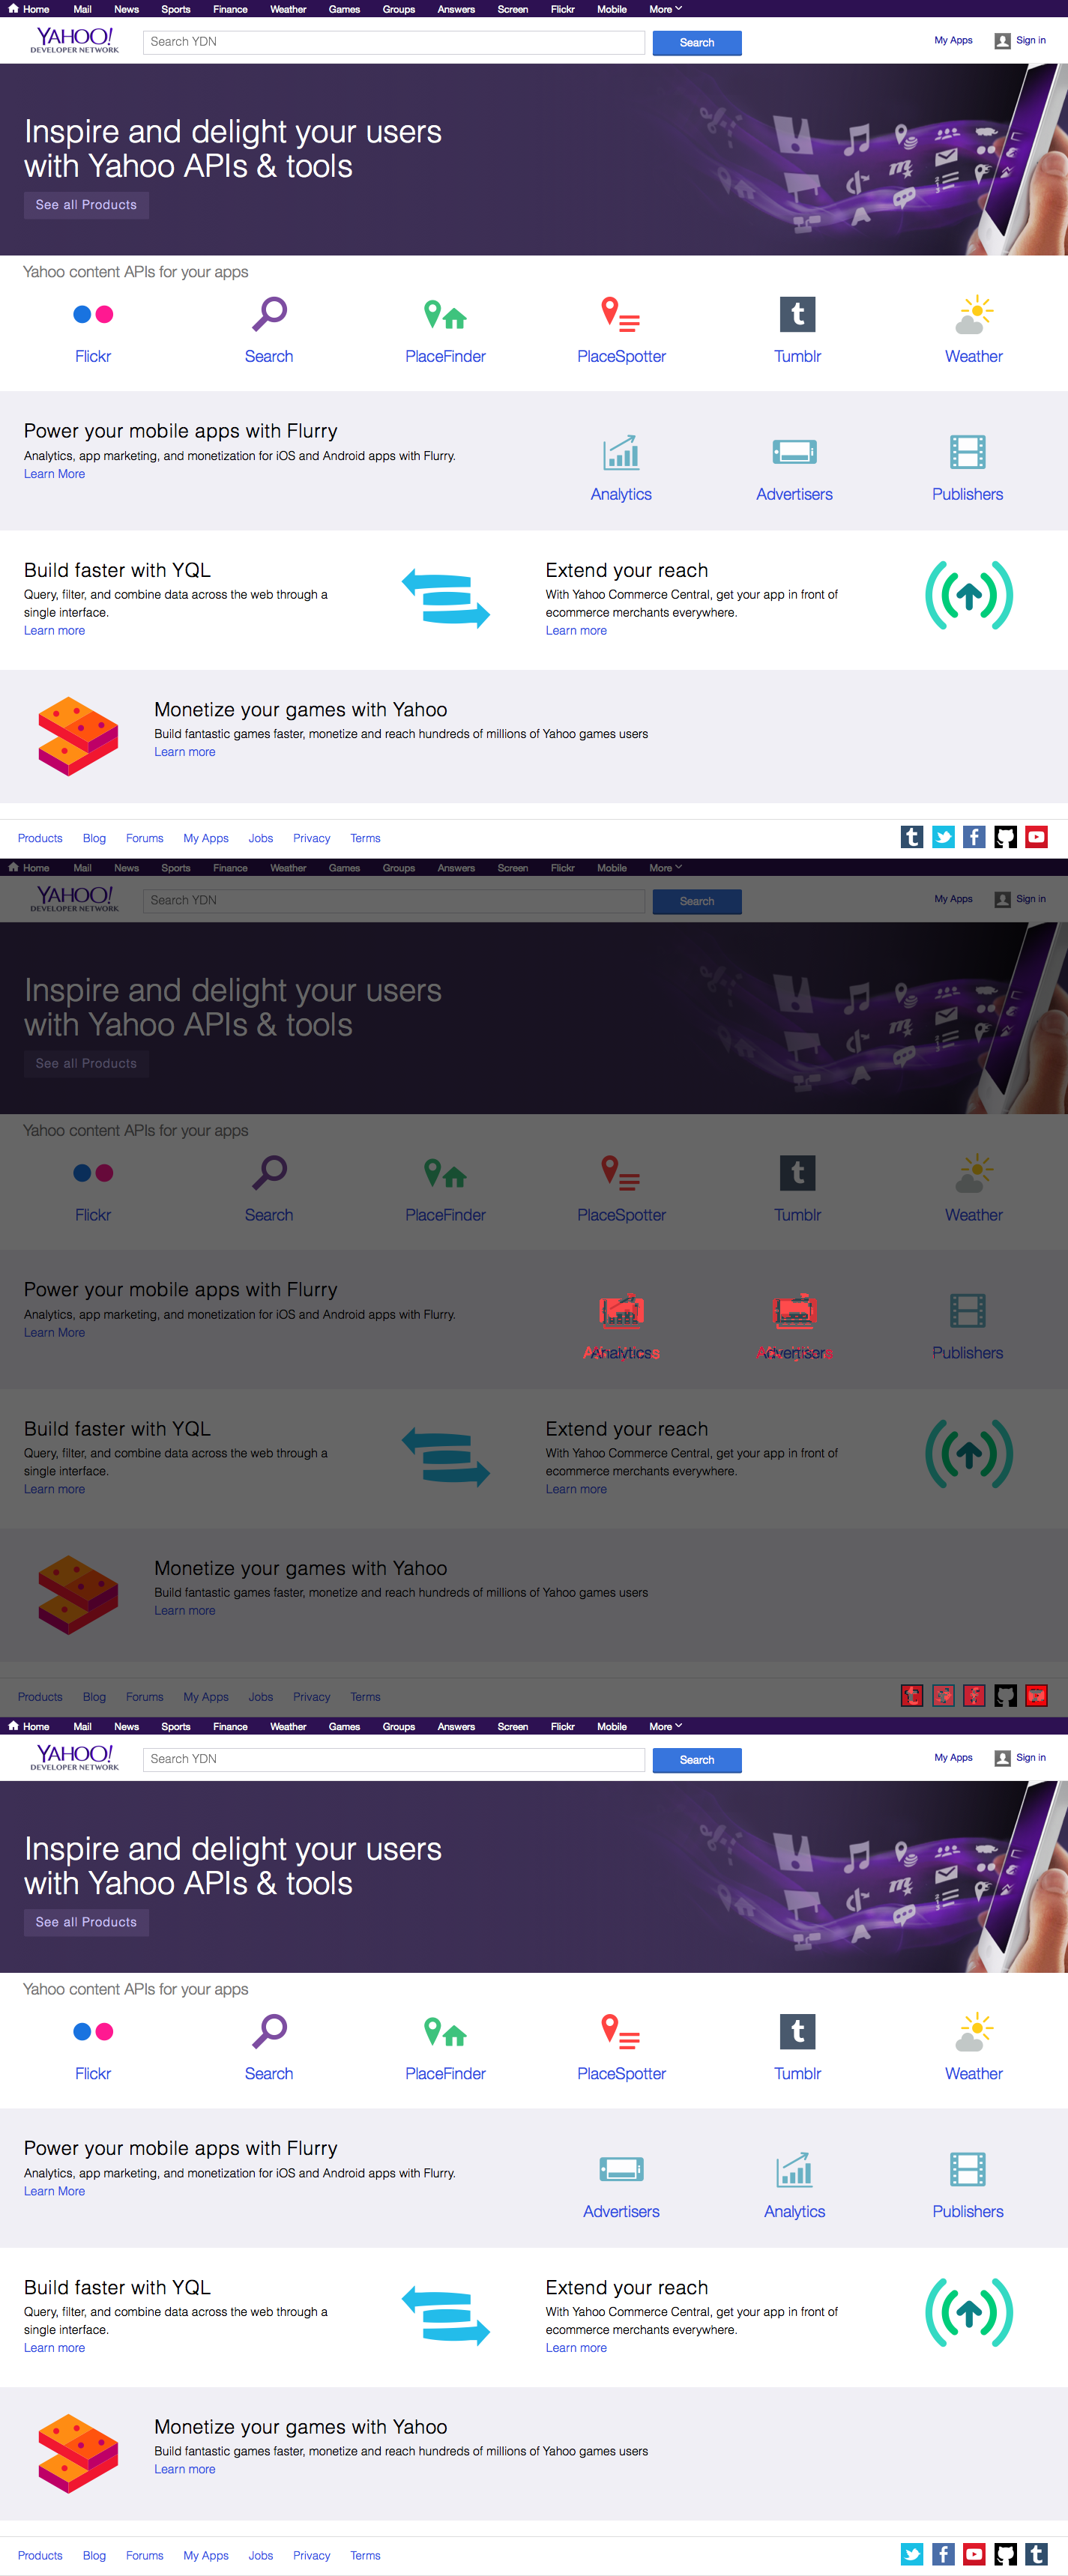 Home Mail News Sports Finance Weather Games Groups Answers Screen Flickr Mobile More
YAHOO!
DEVELOPER NETWORK
Search YDN
Search
My Apps
Sign in
Inspire and delight your users
with Yahoo APIs & tools
See all Products
Yahoo content APIs for your apps
Flickr Search PlaceFinder PlaceSpotter Tumblr Weather
Power your mobile apps with Flurry
Analytics, app marketing, and monetization for iOS and Android apps with Flurry.
Learn More
Analytics Advertisers Publishers
Build faster with YQL
Query, filter, and combine data across the web through a
single interface.
Learn more
Extend your reach
With Yahoo Commerce Central, get your app in front of
ecommerce merchants everywhere.
Learn more
Monetize your games with Yahoo
Build fantastic games faster, monetize and reach hundreds of millions of Yahoo games users
Learn more
Products Blog Forums My Apps Jobs Privacy Terms
Home Mail News Sports Finance Weather Games Groups Answers Screen Flickr Mobile More
YAHOO!
DEVELOPER NETWORK
Search YDN
Search
My Apps
Sign in
Inspire and delight your users
with Yahoo APIs & tools
See all Products
Yahoo content APIs for your apps
Flickr Search PlaceFinder PlaceSpotter Tumblr Weather
Power your mobile apps with Flurry
Analytics, app marketing, and monetization for iOS and Android apps with Flurry.
Learn More
Analytics Advertisers Publishers
Build faster with YQL
Query, filter, and combine data across the web through a
single interface.
Learn more
Extend your reach
With Yahoo Commerce Central, get your app in front of
ecommerce merchants everywhere.
Learn more
Monetize your games with Yahoo
Build fantastic games faster, monetize and reach hundreds of millions of Yahoo games users
Learn more
Products Blog Forums My Apps Jobs Privacy Terms
Home Mail News Sports Finance Weather Games Groups Answers Screen Flickr Mobile More
YAHOO!
DEVELOPER NETWORK
Search YDN
Search
My Apps
Sign in
Inspire and delight your users
with Yahoo APIs & tools
See all Products
Yahoo content APIs for your apps
Flickr Search PlaceFinder PlaceSpotter Tumblr Weather
Power your mobile apps with Flurry
Analytics, app marketing, and monetization for iOS and Android apps with Flurry.
Learn More
Advertisers Analytics Publishers
Build faster with YQL
Query, filter, and combine data across the web through a
single interface.
Learn more
Extend your reach
With Yahoo Commerce Central, get your app in front of
ecommerce merchants everywhere.
Learn more
Monetize your games with Yahoo
Build fantastic games faster, monetize and reach hundreds of millions of Yahoo games users
Learn more
Products Blog Forums My Apps Jobs Privacy Terms